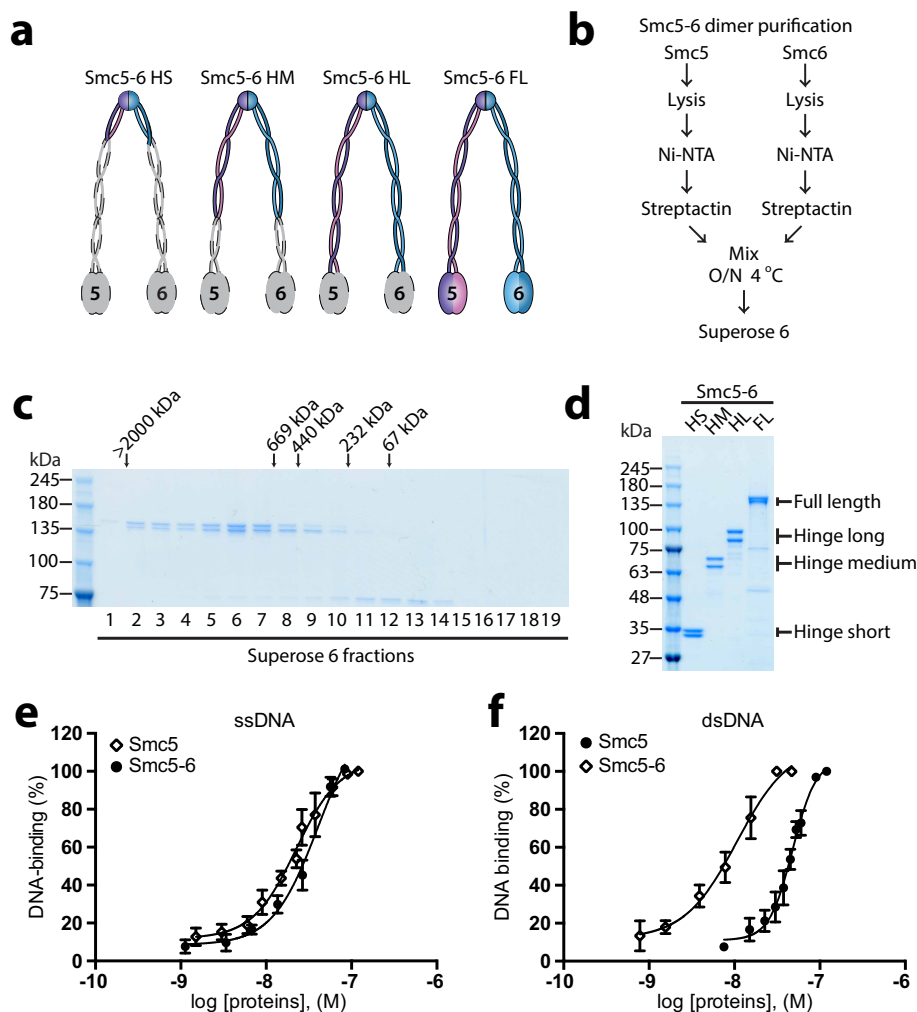 a
Smc5-6 HS Smc5-6 HM Smc5-6 HL Smc5-6 FL
5 6 5 6 5 6 5 6
b
Smc5-6 dimer purification
Smc5 Smc6
Lysis Lysis
Ni-NTA Ni-NTA
Streptactin Streptactin
Mix
O/N 4 °C
Superose 6
c
>2000 kDa 669 kDa 440 kDa 232 kDa 67 kDa
kDa
245
180
135
100
75
1 2 3 4 5 6 7 8 9 10 11 12 13 14 15 16 17 18 19
Superose 6 fractions
d
Smc5-6
HS HM HL FL
kDa
245
180
135
100
75
63
48
35
27
Full length
Hinge long
Hinge medium
Hinge short
e
ssDNA
Smc5
Smc5-6
DNA-binding (%)
120
100
80
60
40
20
0
-10 -9 -8 -7 -6
log [proteins], (M)
f
dsDNA
Smc5
Smc5-6
DNA binding (%)
120
100
80
60
40
20
0
-10 -9 -8 -7 -6
log [proteins], (M)